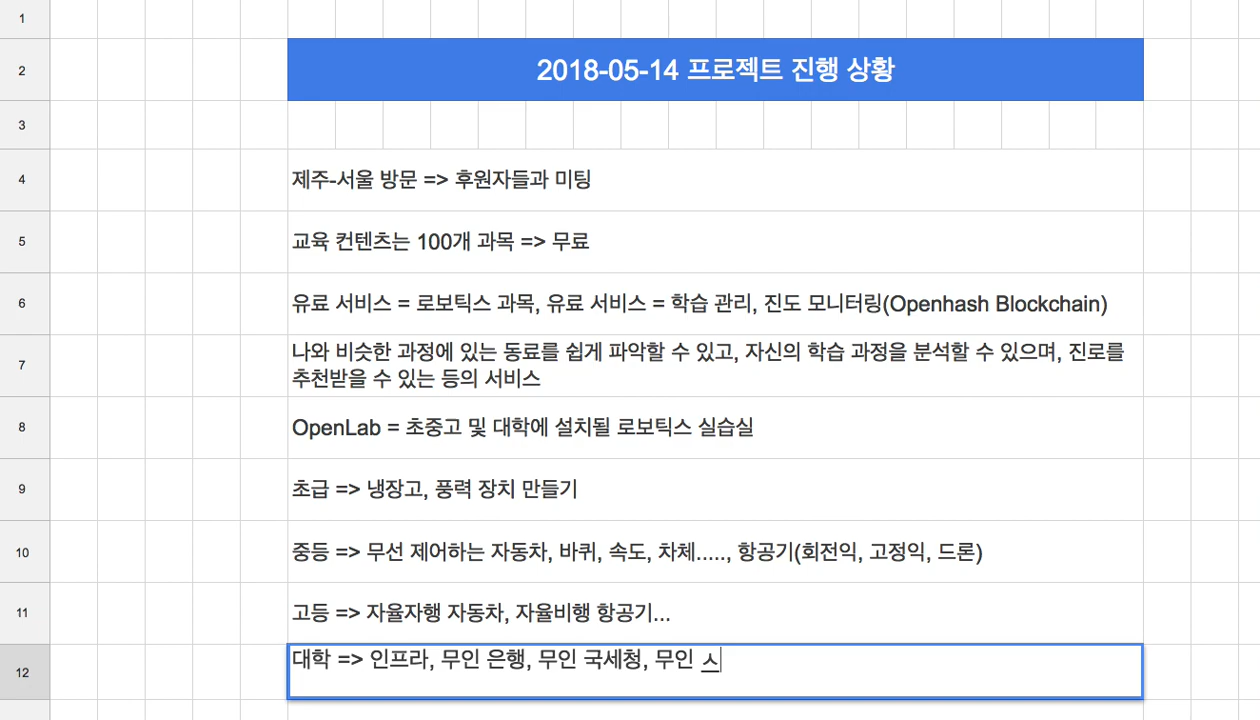 1
2
2018-05-14 프로젝트 진행 상황
3
4
제주-서울 방문 => 후원자들과 미팅
5
교육 컨텐츠는 100개 과목 => 무료
6
유료 서비스 = 로보틱스 과목, 유료 서비스 = 학습 관리, 진도 모니터링(Openhash Blockchain)
7
나와 비슷한 과정에 있는 동료를 쉽게 파악할 수 있고, 자신의 학습 과정을 분석할 수 있으며, 진로를
추천받을 수 있는 등의 서비스
8
OpenLab = 초중고 및 대학에 설치될 로보틱스 실습실
9
초급 => 냉장고, 풍력 장치 만들기
10
중등 => 무선 제어하는 자동차, 바퀴, 속도, 차체....., 항공기(회전익, 고정익, 드론)
11
고등 => 자율자행 자동차, 자율비행 항공기...
12
대학 => 인프라, 무인 은행, 무인 국세청, 무인 ㅅ